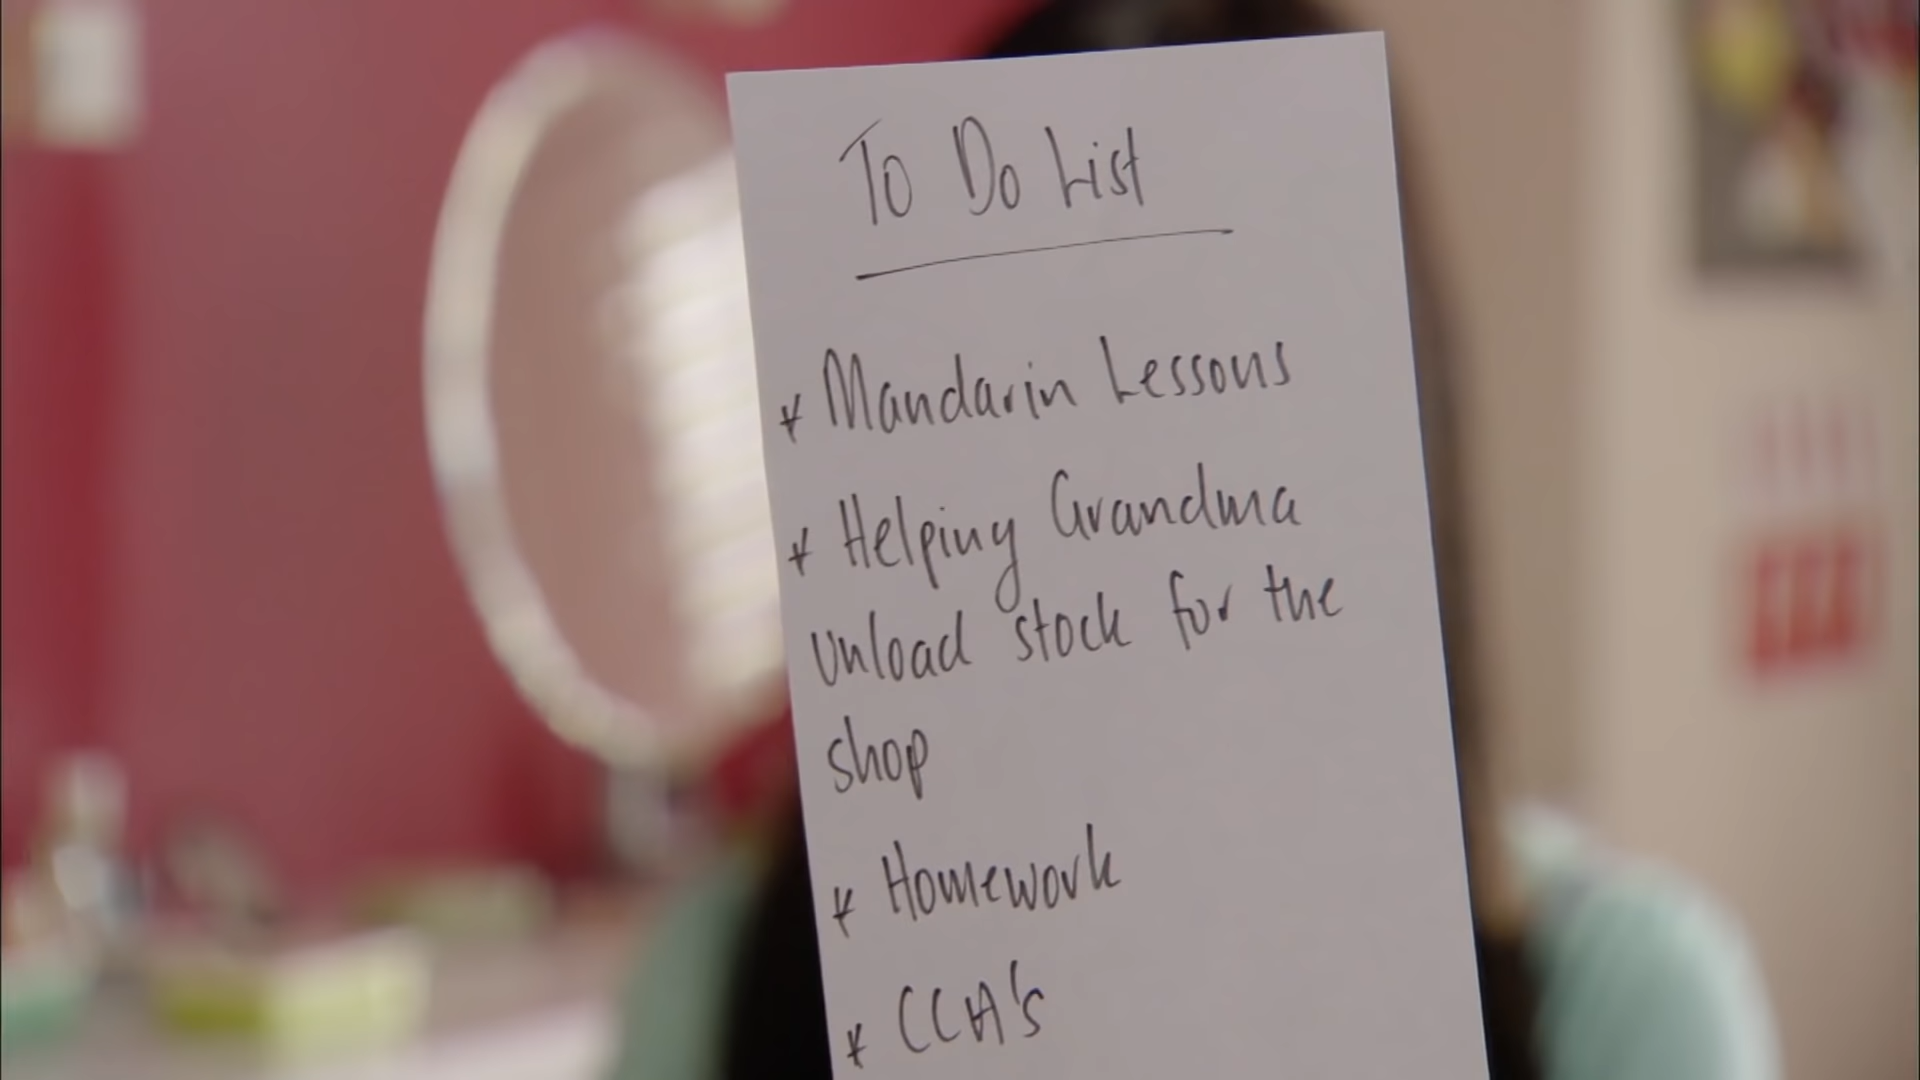 To Do List
* Mandarin Lessons
* Helping Grandma
unload stock for the
shop
* Homework
* CCA's